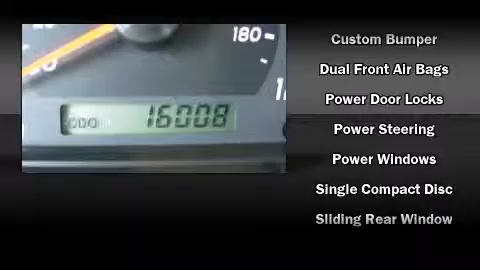 180
ODO 16008
Custom Bumper
Dual Front Air Bags
Power Door Locks
Power Steering
Power Windows
Single Compact Disc
Sliding Rear Window